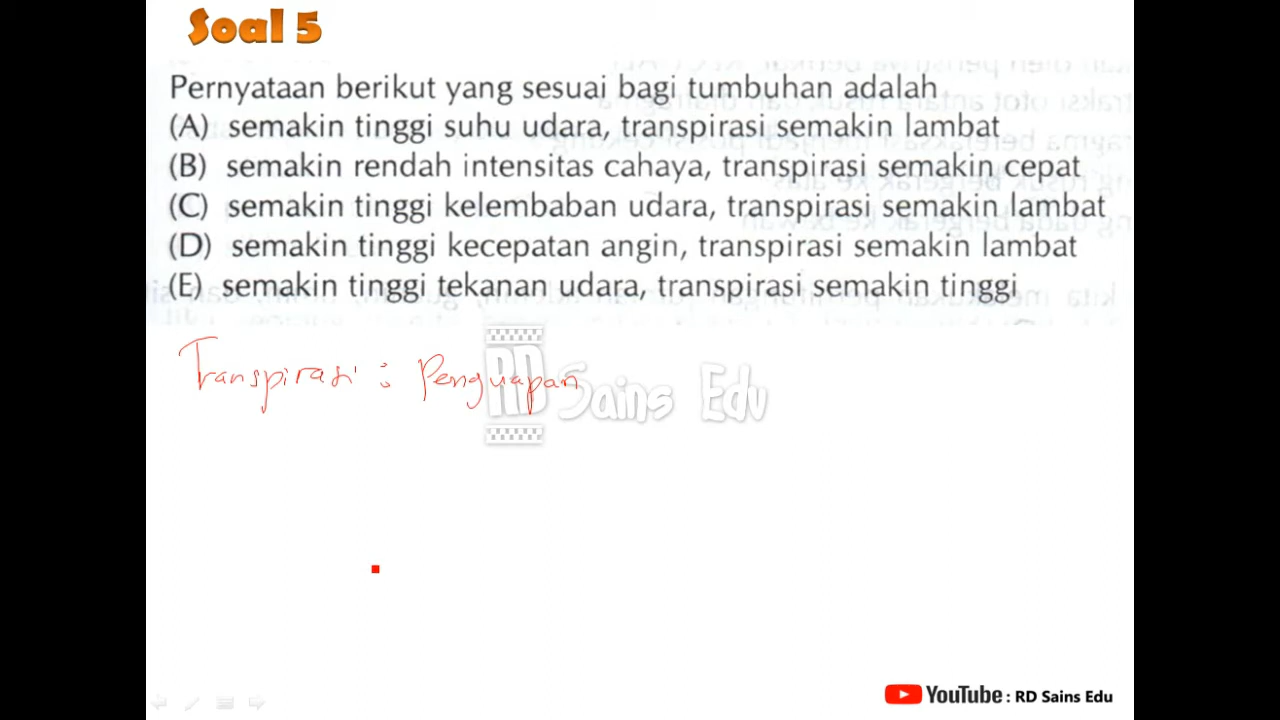 Soal 5
Pernyataan berikut yang sesuai bagi tumbuhan adalah
(A) semakin tinggi suhu udara, transpirasi semakin lambat
(B) semakin rendah intensitas cahaya, transpirasi semakin cepat
(C) semakin tinggi kelembaban udara, transpirasi semakin lambat
(D) semakin tinggi kecepatan angin, transpirasi semakin lambat
(E) semakin tinggi tekanan udara, transpirasi semakin tinggi
Transpirasi : Penguapan
RD Sains Edu
YouTube : RD Sains Edu